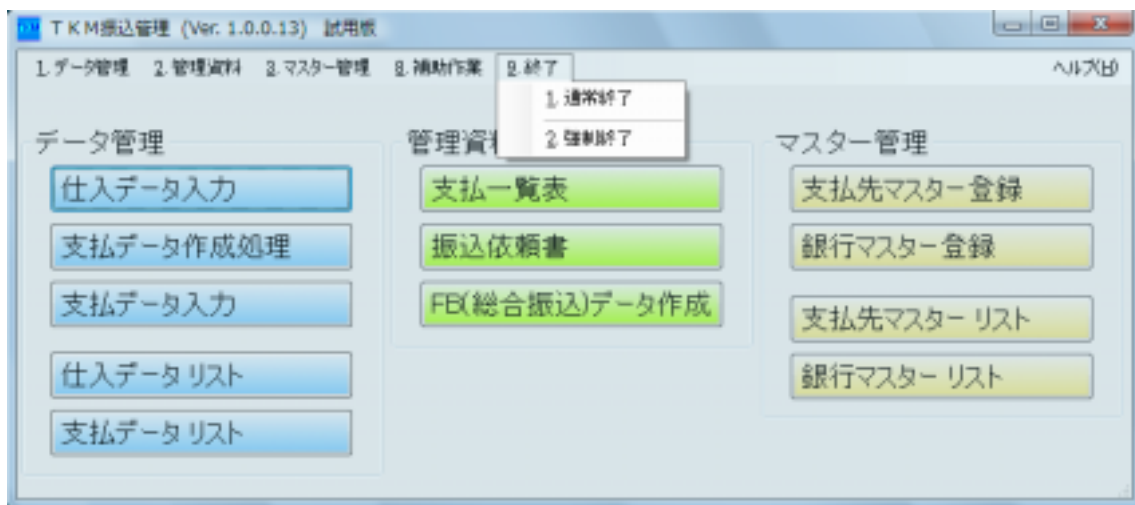 TKM振込管理 (Ver. 1.0.0.13) 試用版
1.データ管理 2.管理資料 3.マスター管理 8.補助作業 9.終了 ヘルプ(H)
1.通常終了
2.強制終了
データ管理 管理資 マスター管理
仕入データ入力 支払一覧表 支払先マスター登録
支払データ作成処理 振込依頼書 銀行マスター登録
支払データ入力 FB(総合振込)データ作成 支払先マスターリスト
仕入データリスト 銀行マスターリスト
支払データリスト